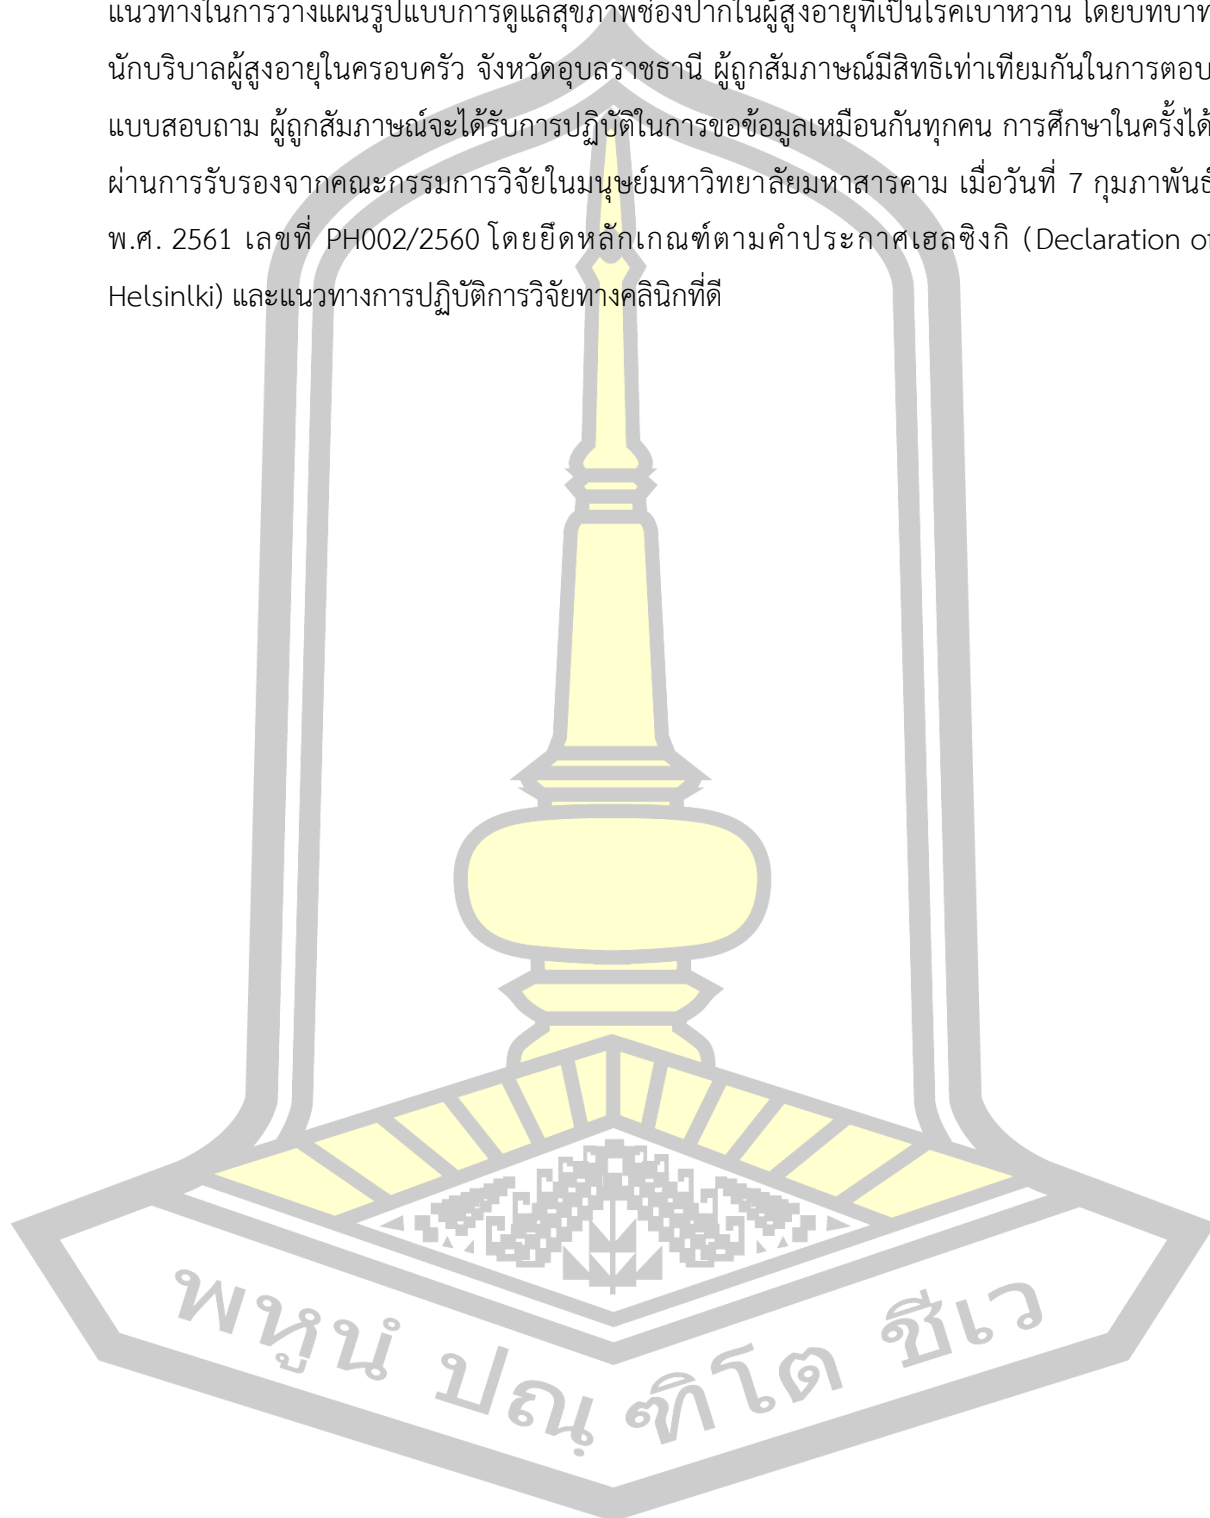 แนวทางในการวางแผนรูปแบบการดูแลสุขภาพช่องปากในผู้สูงอายุที่เป็นโรคเบาหวาน โดยบทบาท
นักบริบาลผู้สูงอายุในครอบครัว จังหวัดอุบลราชธานี ผู้ถูกสัมภาษณ์มีสิทธิเท่าเทียมกันในการตอบ
แบบสอบถาม ผู้ถูกสัมภาษณ์จะได้รับการปฏิบัติในการขอข้อมูลเหมือนกันทุกคน การศึกษาในครั้งได้
ผ่านการรับรองจากคณะกรรมการวิจัยในมนุษย์มหาวิทยาลัยมหาสารคาม เมื่อวันที่ 7 กุมภาพันธ์
พ.ศ. 2561 เลขที่ PH002/2560 โดยยึดหลักเกณฑ์ตามคำประกาศเฮลซิงกิ (Declaration of
Helsinlki) และแนวทางการปฏิบัติการวิจัยทางคลินิกที่ดี
พหูนํ ปณฺฑิโต ชีเว